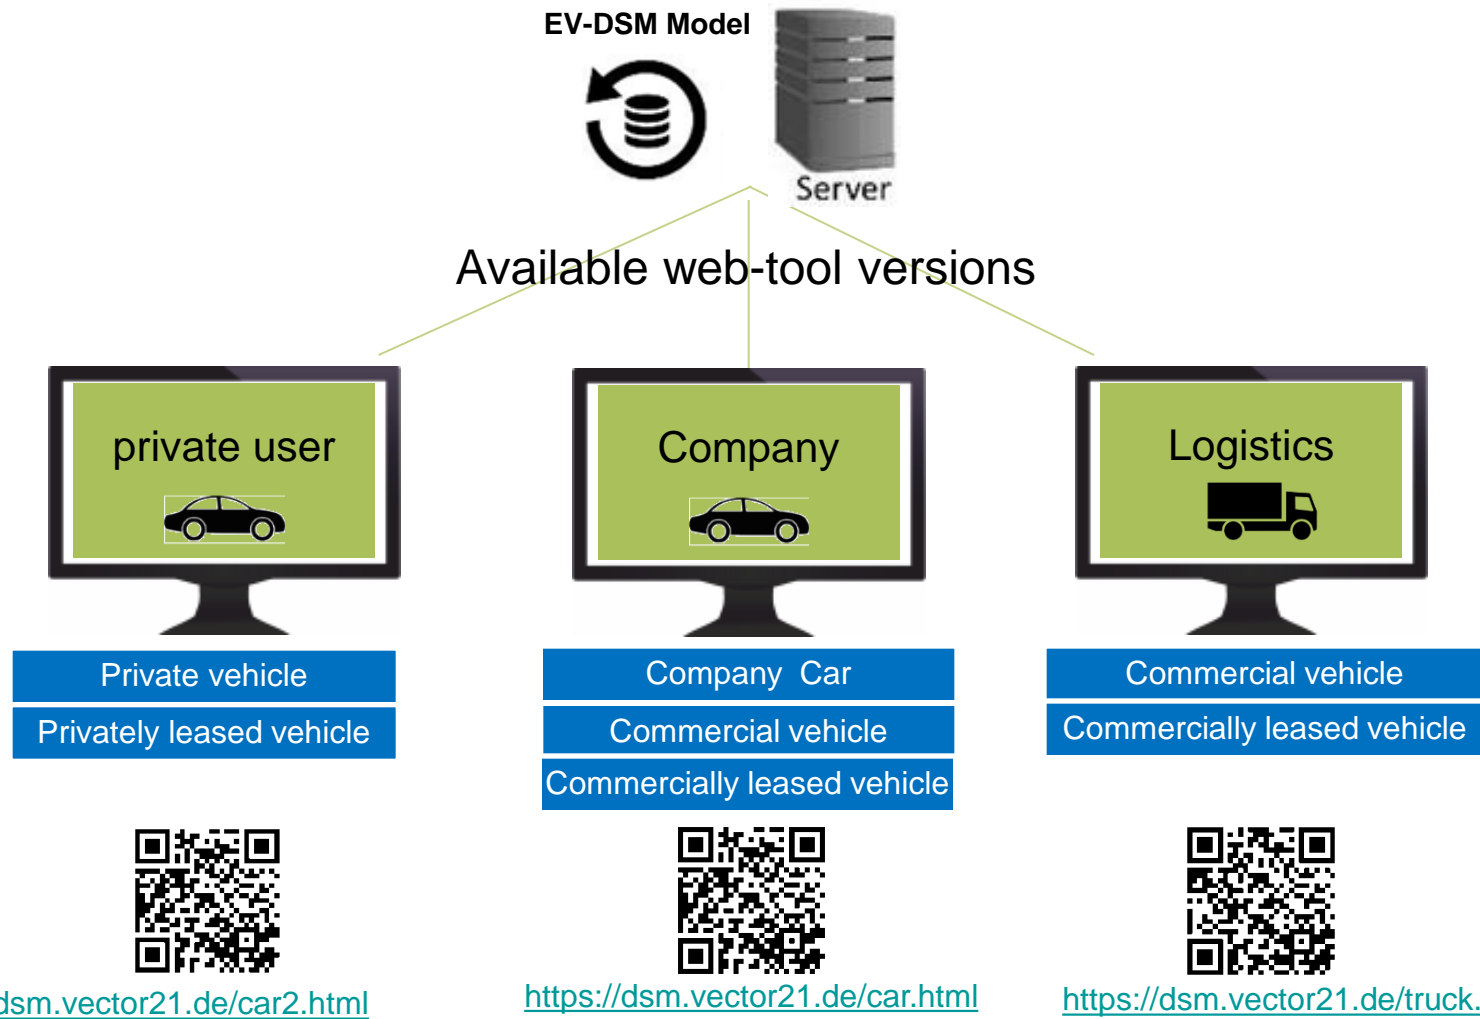 EV-DSM Model
Server
Available web-tool versions
private user
Company
Logistics
Private vehicle
Privately leased vehicle
Company Car
Commercial vehicle
Commercially leased vehicle
Commercial vehicle
Commercially leased vehicle
dsm.vector21.de/car2.html
https://dsm.vector21.de/car.html
https://dsm.vector21.de/truck.